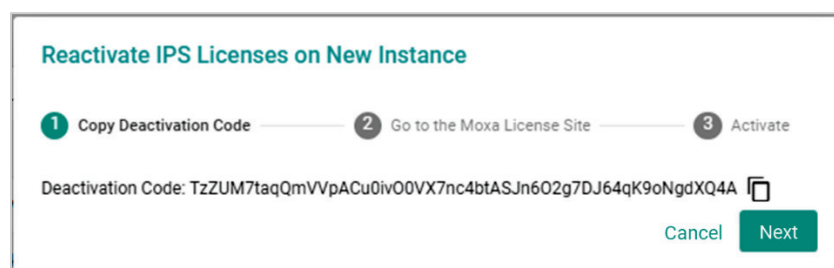 Reactivate IPS Licenses on New Instance
1 Copy Deactivation Code 2 Go to the Moxa License Site 3 Activate
Deactivation Code: TzZUM7taqQmVVpACu0ivO0VX7nc4btASJn6O2g7DJ64qK9oNgdXQ4A
Cancel Next